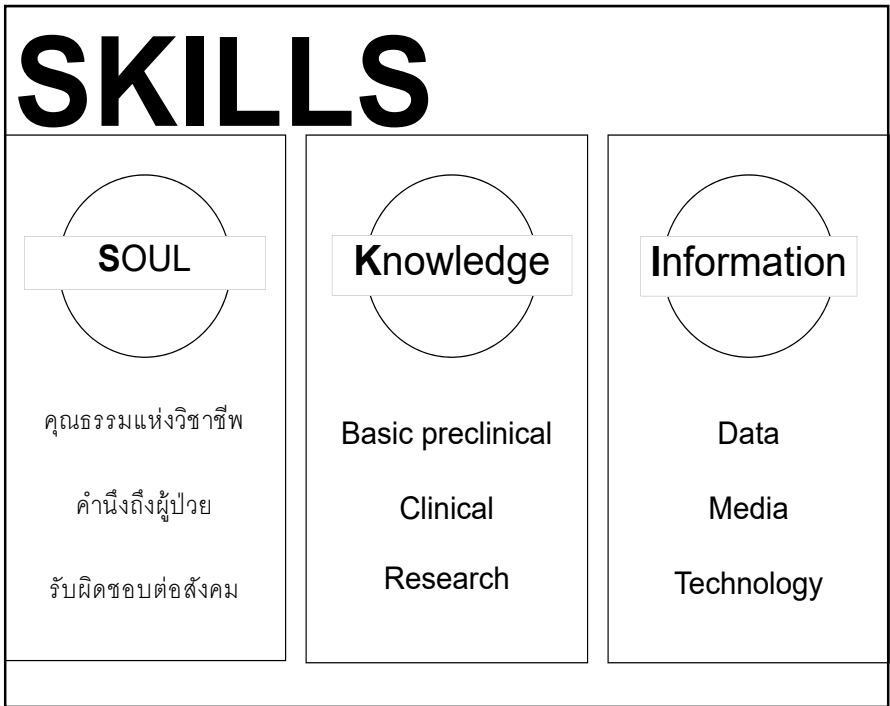 SKILLS
SOUL
คุณธรรมแห่งวิชาชีพ
คำนึงถึงผู้ป่วย
รับผิดชอบต่อสังคม
Knowledge
Basic preclinical
Clinical
Research
Information
Data
Media
Technology